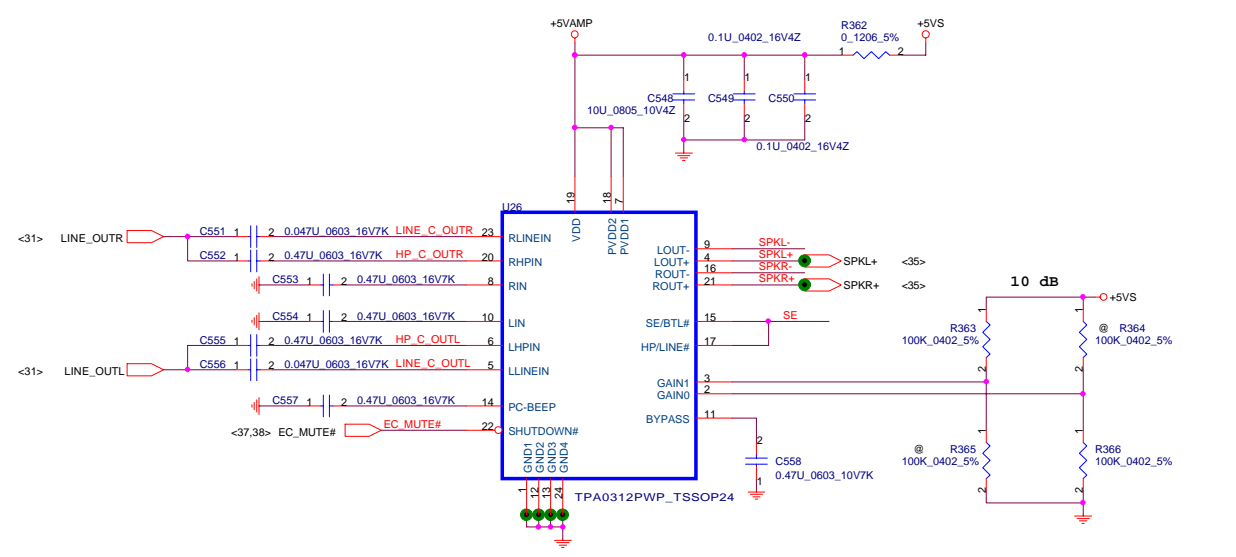 +5VAMP
R362
0_1206_5%
+5VS
0.1U_0402_16V4Z
1
2
1
1
1
C548
C549
C550
10U_0805_10V4Z
2
2
2
0.1U_0402_16V4Z
19
18
7
U26
VDD
PVDD2
PVDD1
<31>
LINE_OUTR
C551
1
2
0.047U_0603_16V7K
LINE_C_OUTR
23
RLINEIN
C552
1
2
0.47U_0603_16V7K
HP_C_OUTR
20
RHPIN
C553
1
2
0.47U_0603_16V7K
8
RIN
C554
1
2
0.47U_0603_16V7K
10
LIN
C555
1
2
0.47U_0603_16V7K
HP_C_OUTL
6
LHPIN
<31>
LINE_OUTL
C556
1
2
0.047U_0603_16V7K
LINE_C_OUTL
5
LLINEIN
C557
1
2
0.47U_0603_16V7K
14
PC-BEEP
<37,38>
EC_MUTE#
EC_MUTE#
22
SHUTDOWN#
LOUT-
9
SPKL-
LOUT+
4
SPKL+
SPKL+
<35>
ROUT-
16
SPKR-
ROUT+
21
SPKR+
SPKR+
<35>
SE/BTL#
15
SE
HP/LINE#
17
GAIN1
3
GAIN0
2
BYPASS
11
10 dB
+5VS
1
1
R363
100K_0402_5%
@
R364
100K_0402_5%
2
2
1
1
@
R365
100K_0402_5%
R366
100K_0402_5%
2
2
2
C558
0.47U_0603_10V7K
1
GND1
GND2
GND3
GND4
1
12
13
24
TPA0312PWP_TSSOP24